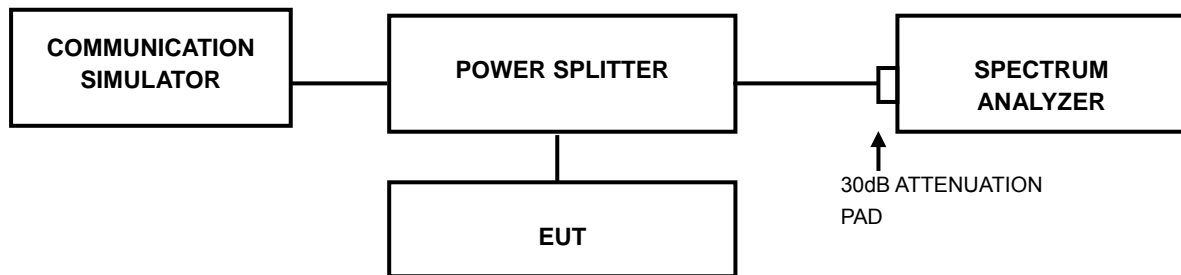 COMMUNICATION
SIMULATOR
POWER SPLITTER
SPECTRUM
ANALYZER
30dB ATTENUATION
PAD
EUT